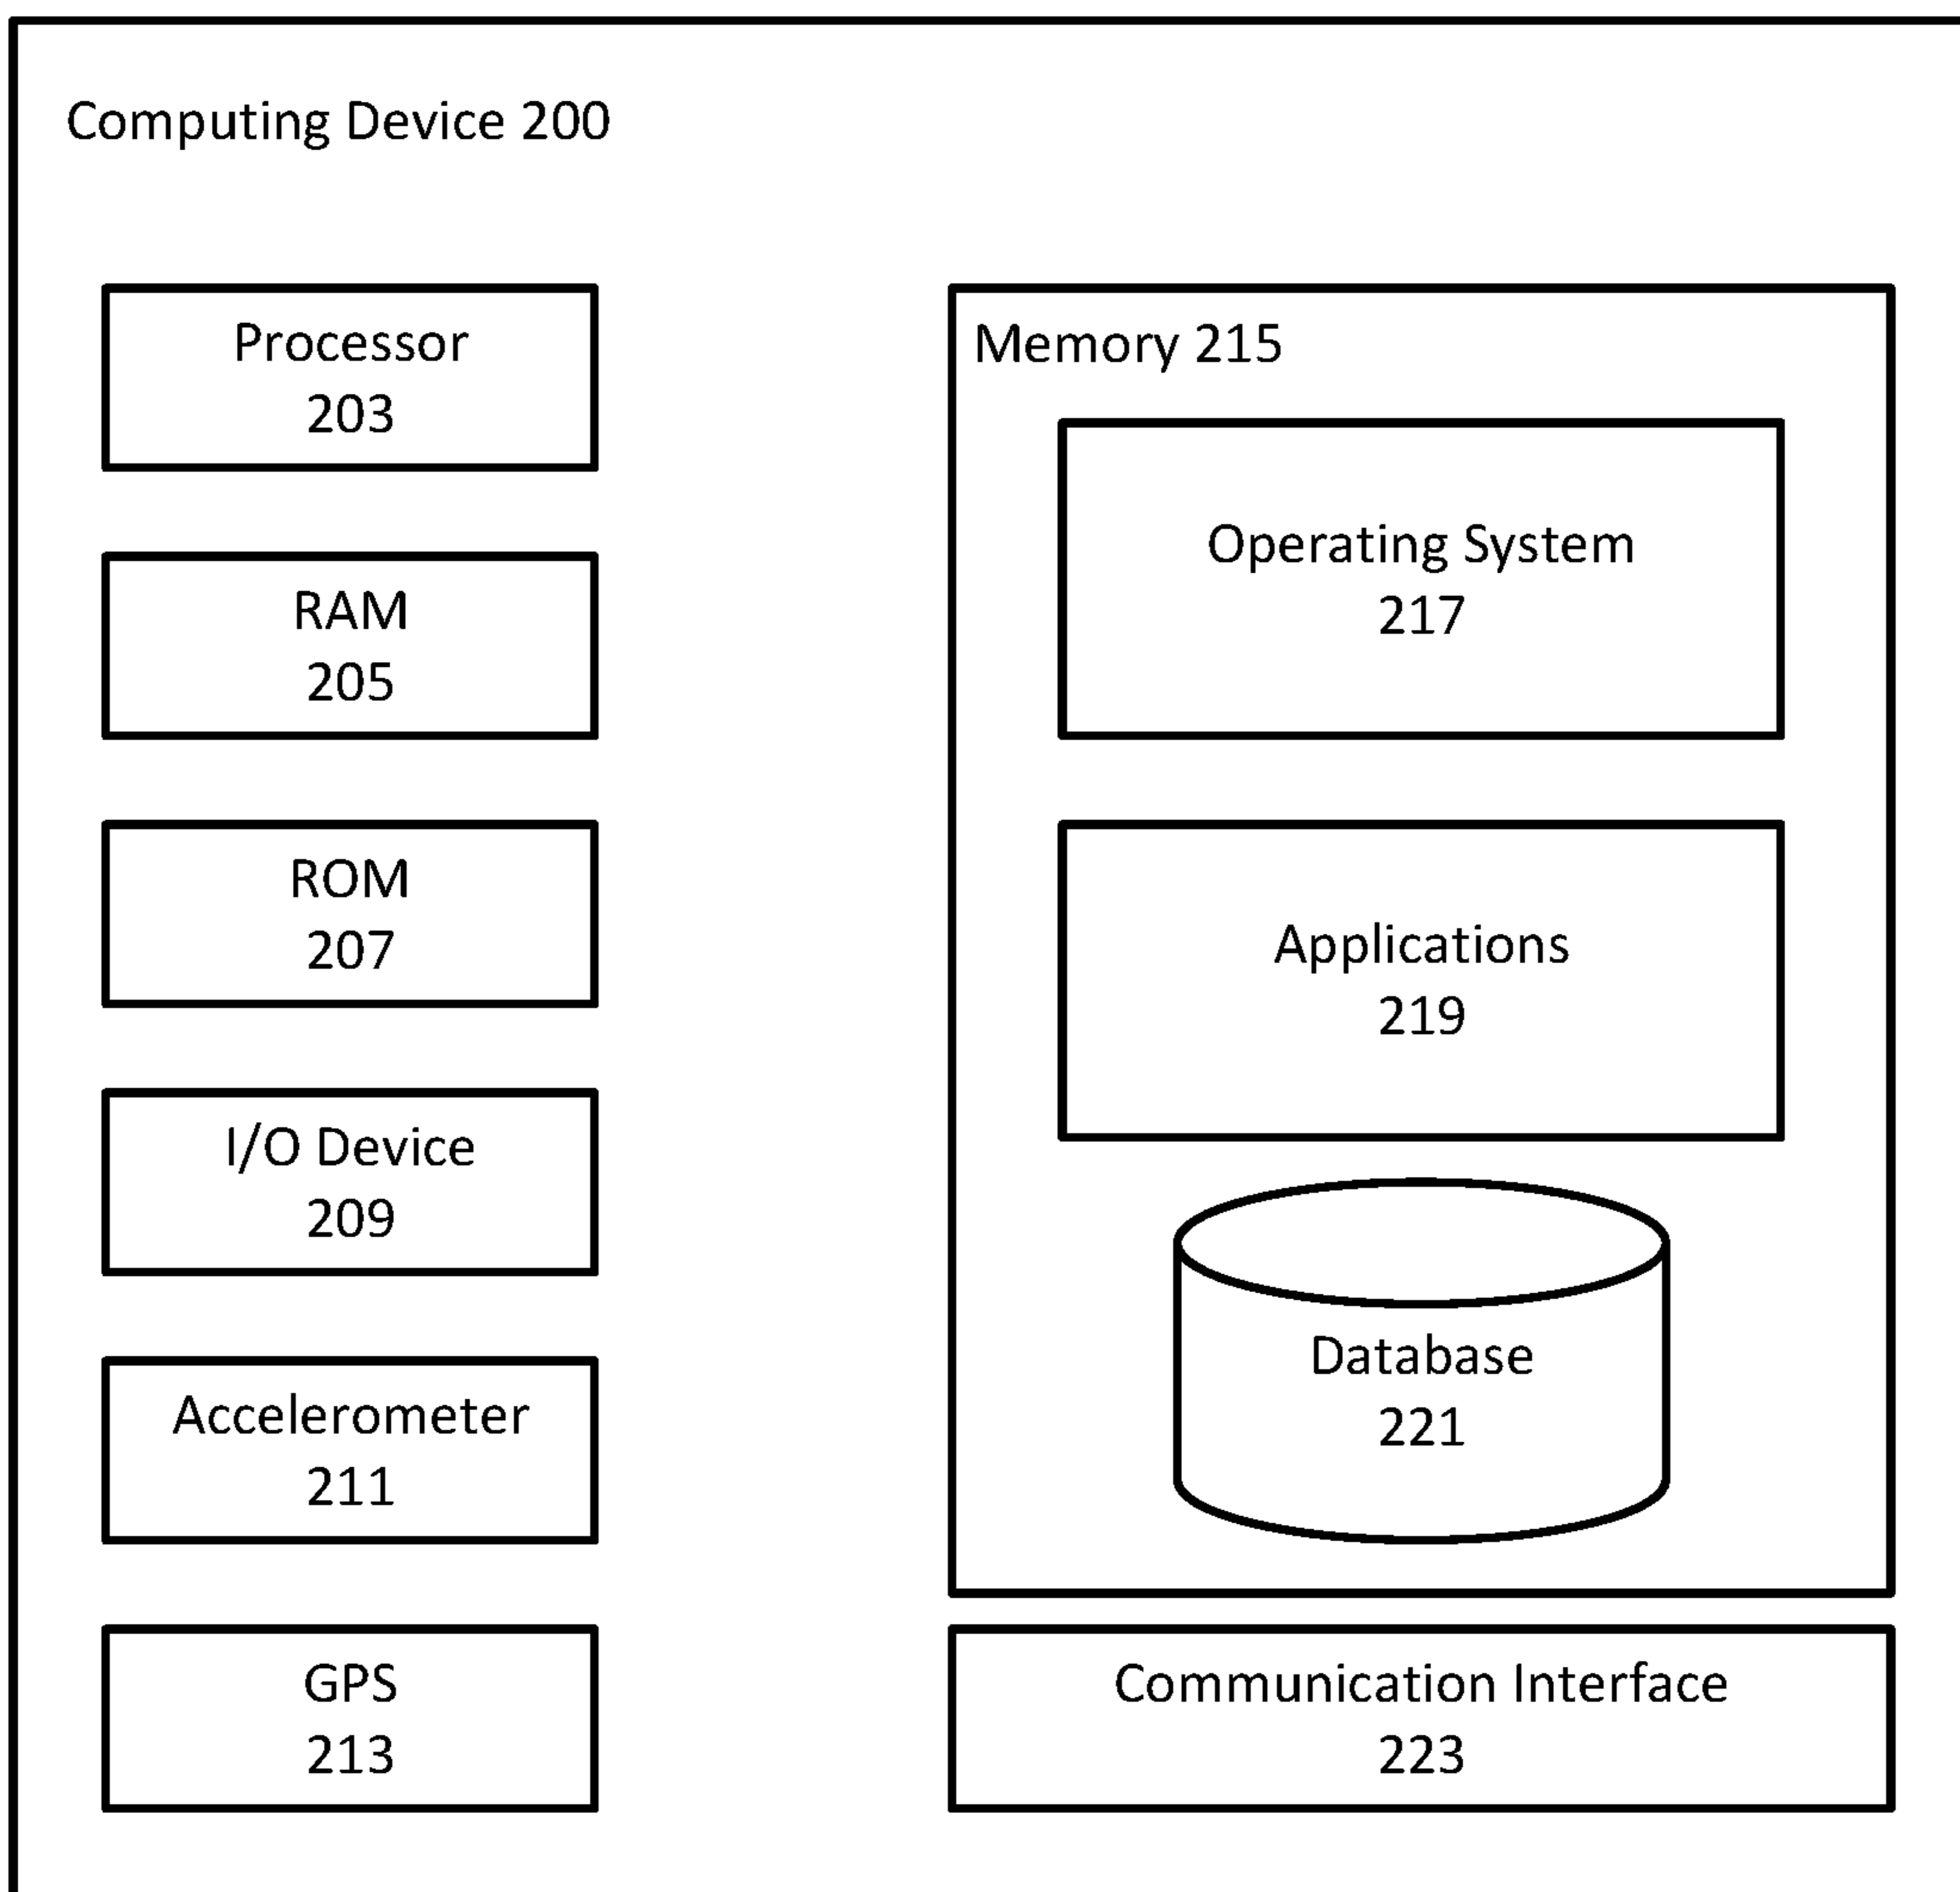 Computing Device 200
Processor
203
RAM
205
ROM
207
I/O Device
209
Accelerometer
211
GPS
213
Memory 215
Operating System
217
Applications
219
Database
221
Communication Interface
223